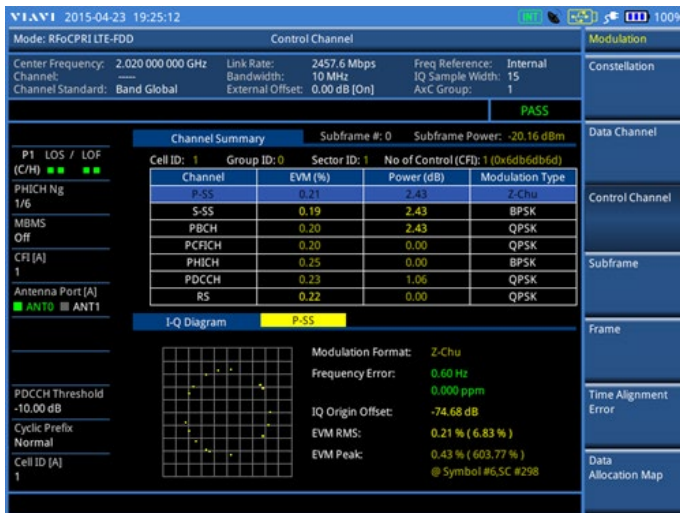 VIAVI 2015-04-23 19:25:12 INT 100%
Mode: RFoCPRI LTE-FDD Control Channel Modulation
Center Frequency: 2.020 000 000 GHz Link Rate: 2457.6 Mbps Freq Reference: Internal
Channel: ----- Bandwidth: 10 MHz IQ Sample Width: 15
Channel Standard: Band Global External Offset: 0.00 dB [On] AxC Group: 1
PASS
Channel Summary Subframe #: 0 Subframe Power: -20.16 dBm
Cell ID: 1 Group ID: 0 Sector ID: 1 No of Control (CFI): 1 (0x6db6db6d)
Channel EVM (%) Power (dB) Modulation Type
P-SS 0.21 2.43 Z-Chu
S-SS 0.19 2.43 BPSK
PBCH 0.20 2.43 QPSK
PCFICH 0.20 0.00 QPSK
PHICH 0.25 0.00 BPSK
PDCCH 0.23 1.06 QPSK
RS 0.22 0.00 QPSK
I-Q Diagram P-SS
Modulation Format: Z-Chu
Frequency Error: 0.60 Hz
0.000 ppm
IQ Origin Offset: -74.68 dB
EVM RMS: 0.21 % ( 6.83 % )
EVM Peak: 0.43 % ( 603.77 % )
@ Symbol #6,SC #298
P1 LOS / LOF
(C/H)
PHICH Ng
1/6
MBMS
Off
CFI [A]
1
Antenna Port [A]
ANT0 ANT1
PDCCH Threshold
-10.00 dB
Cyclic Prefix
Normal
Cell ID [A]
1
Constellation
Data Channel
Control Channel
Subframe
Frame
Time Alignment
Error
Data
Allocation Map